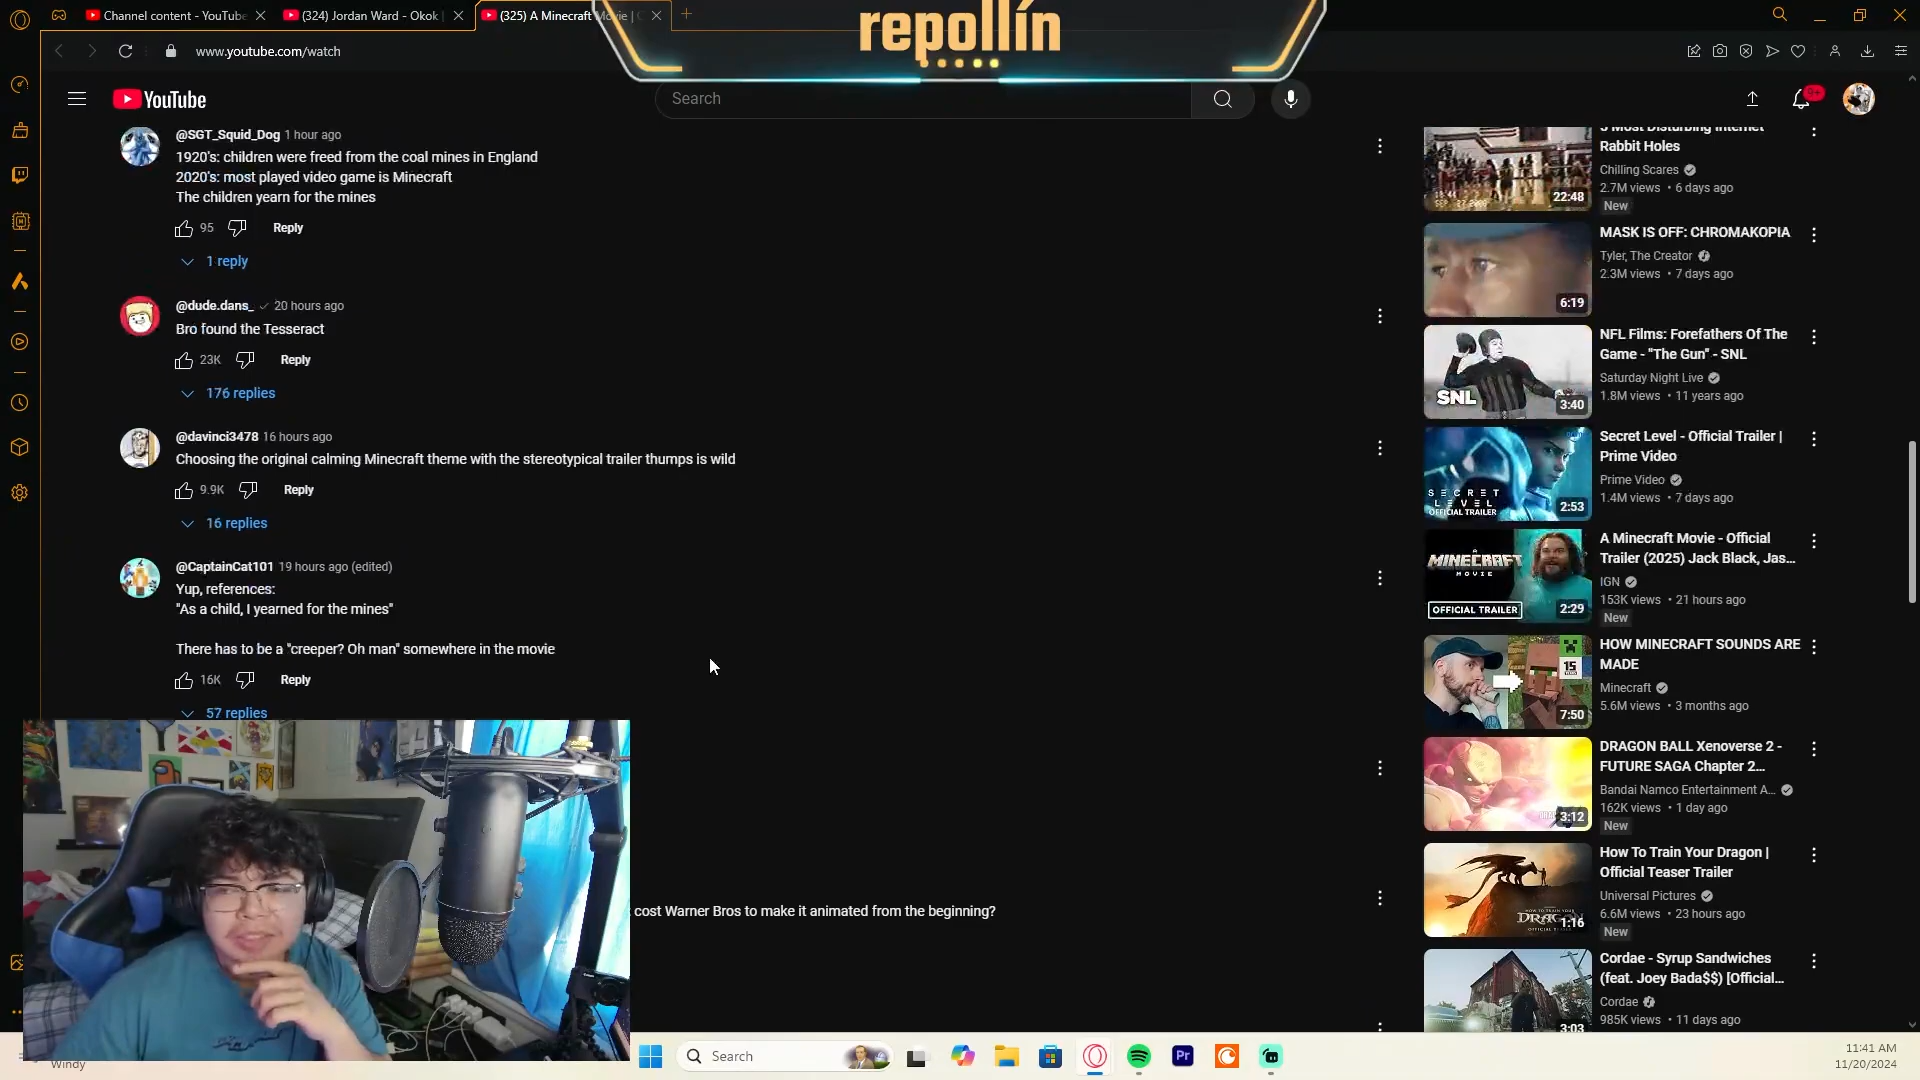 Channel content - YouTube
(324) Jordan Ward - Okok
(325) A Minecraft Movie |
repollín
www.youtube.com/watch
YouTube
Search
9+
@SGT_Squid_Dog 1 hour ago
1920's: children were freed from the coal mines in England
2020's: most played video game is Minecraft
The children yearn for the mines
95
Reply
1 reply
@dude.dans_ 20 hours ago
Bro found the Tesseract
23K
Reply
176 replies
@davinci3478 16 hours ago
Choosing the original calming Minecraft theme with the stereotypical trailer thumps is wild
9.9K
Reply
16 replies
@CaptainCat101 19 hours ago (edited)
Yup, references:
"As a child, I yearned for the mines"
There has to be a "creeper? Oh man" somewhere in the movie
16K
Reply
57 replies
cost Warner Bros to make it animated from the beginning?
Rabbit Holes
Chilling Scares
2.7M views • 6 days ago
New
22:48
MASK IS OFF: CHROMAKOPIA
Tyler, The Creator
2.3M views • 7 days ago
6:19
NFL Films: Forefathers Of The
Game - "The Gun" - SNL
Saturday Night Live
1.8M views • 11 years ago
SNL
3:40
Secret Level - Official Trailer |
Prime Video
Prime Video
1.4M views • 7 days ago
SECRET
LEVEL
OFFICIAL TRAILER
2:53
A Minecraft Movie - Official
Trailer (2025) Jack Black, Jas...
IGN
153K views • 21 hours ago
New
A
MINECRAFT
MOVIE
OFFICIAL TRAILER
2:29
HOW MINECRAFT SOUNDS ARE
MADE
Minecraft
5.6M views • 3 months ago
15
7:50
DRAGON BALL Xenoverse 2 -
FUTURE SAGA Chapter 2...
Bandai Namco Entertainment A...
162K views • 1 day ago
New
3:12
How To Train Your Dragon |
Official Teaser Trailer
Universal Pictures
6.6M views • 23 hours ago
New
1:16
Cordae - Syrup Sandwiches
(feat. Joey Bada$$) [Official...
Cordae
985K views • 11 days ago
3:03
Windy
Search
Pr
11:41 AM
11/20/2024